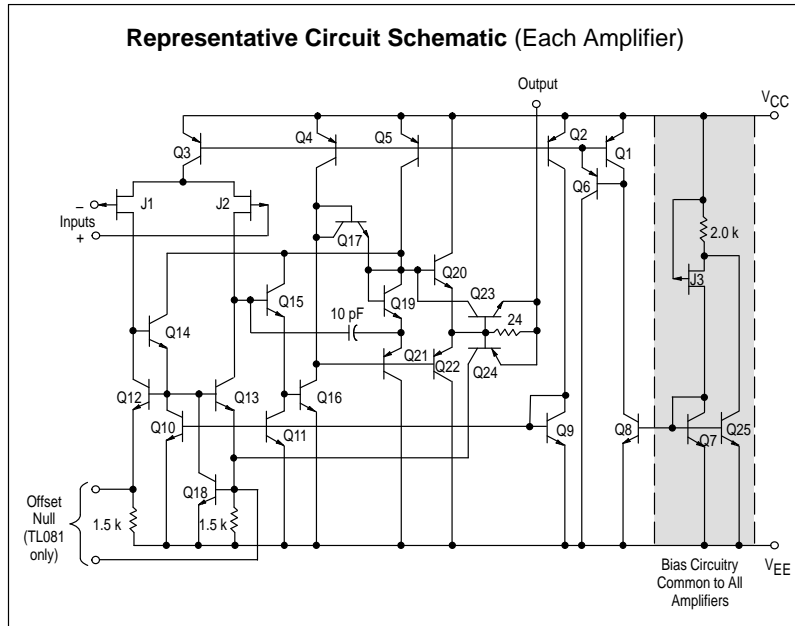 Representative Circuit Schematic (Each Amplifier)
Output
VCC
Q3
Q4
Q5
Q2
Q1
Q6
– 
Inputs
+
J1
J2
Q17
Q20
2.0 k
J3
Q15
Q19
Q23
10 pF
24
Q14
Q21
Q22
Q24
Q12
Q13
Q16
Q10
Q11
Q9
Q8
Q7
Q25
Q18
Offset
Null
(TL081
only)
1.5 k
1.5 k
VEE
Bias Circuitry
Common to All
Amplifiers